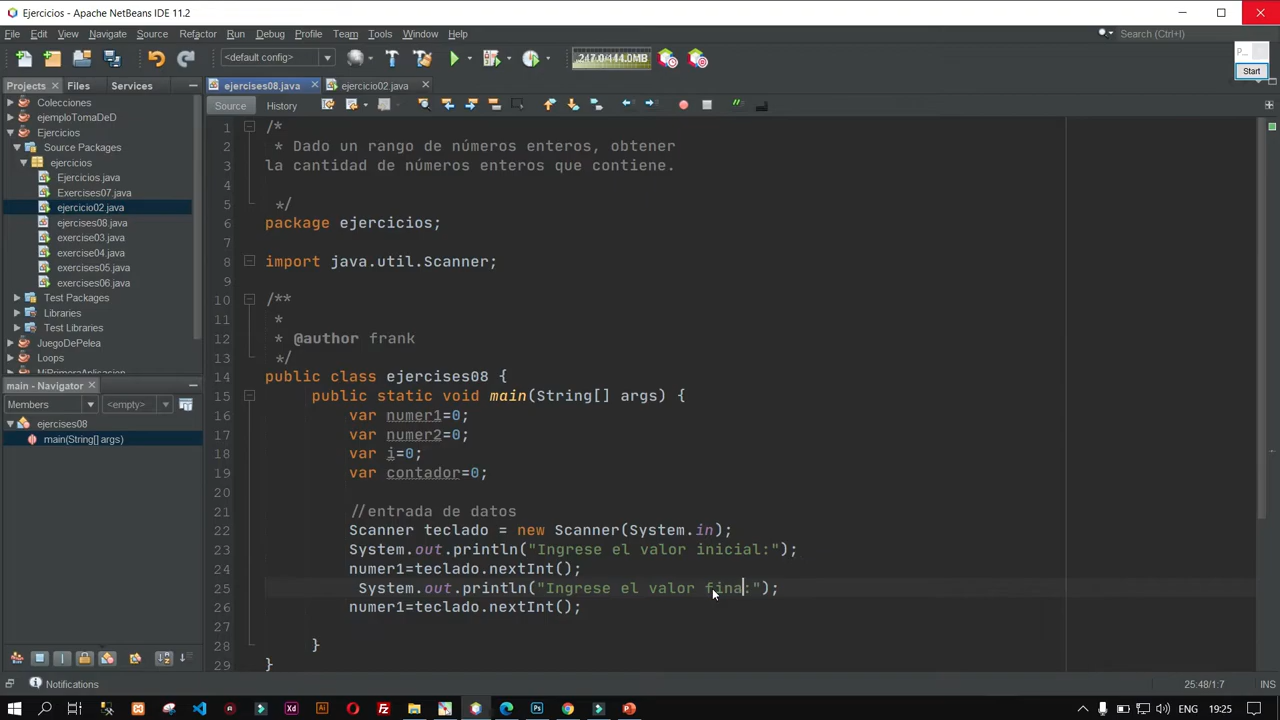 Ejercicios - Apache NetBeans IDE 11.2
File Edit View Navigate Source Refactor Run Debug Profile Team Tools Window Help
Search (Ctrl+I)
<default config>
247.0/444.0MB
Start
Projects Files Services
ejercises08.java ejercicio02.java
Source History
Colecciones
ejemploTomaDeD
Ejercicios
Source Packages
ejercicios
Ejercicios.java
Exercises07.java
ejercicio02.java
ejercises08.java
exercise03.java
exercise04.java
exercises05.java
exercises06.java
Test Packages
Libraries
Test Libraries
JuegoDePelea
Loops
MiPrimeraAplisasion
main - Navigator
Members <empty>
ejercises08
main(String[] args)
1 /*
2 * Dado un rango de números enteros, obtener
3 la cantidad de números enteros que contiene.
4
5 */
6 package ejercicios;
7
8 import java.util.Scanner;
9
10 /**
11 *
12 * @author frank
13 */
14 public class ejercises08 {
15 public static void main(String[] args) {
16 var numer1=0;
17 var numer2=0;
18 var i=0;
19 var contador=0;
20
21 //entrada de datos
22 Scanner teclado = new Scanner(System.in);
23 System.out.println("Ingrese el valor inicial:");
24 numer1=teclado.nextInt();
25 System.out.println("Ingrese el valor fina:");
26 numer1=teclado.nextInt();
27
28 }
29 }
Notifications
25:48/1:7 INS
19:25